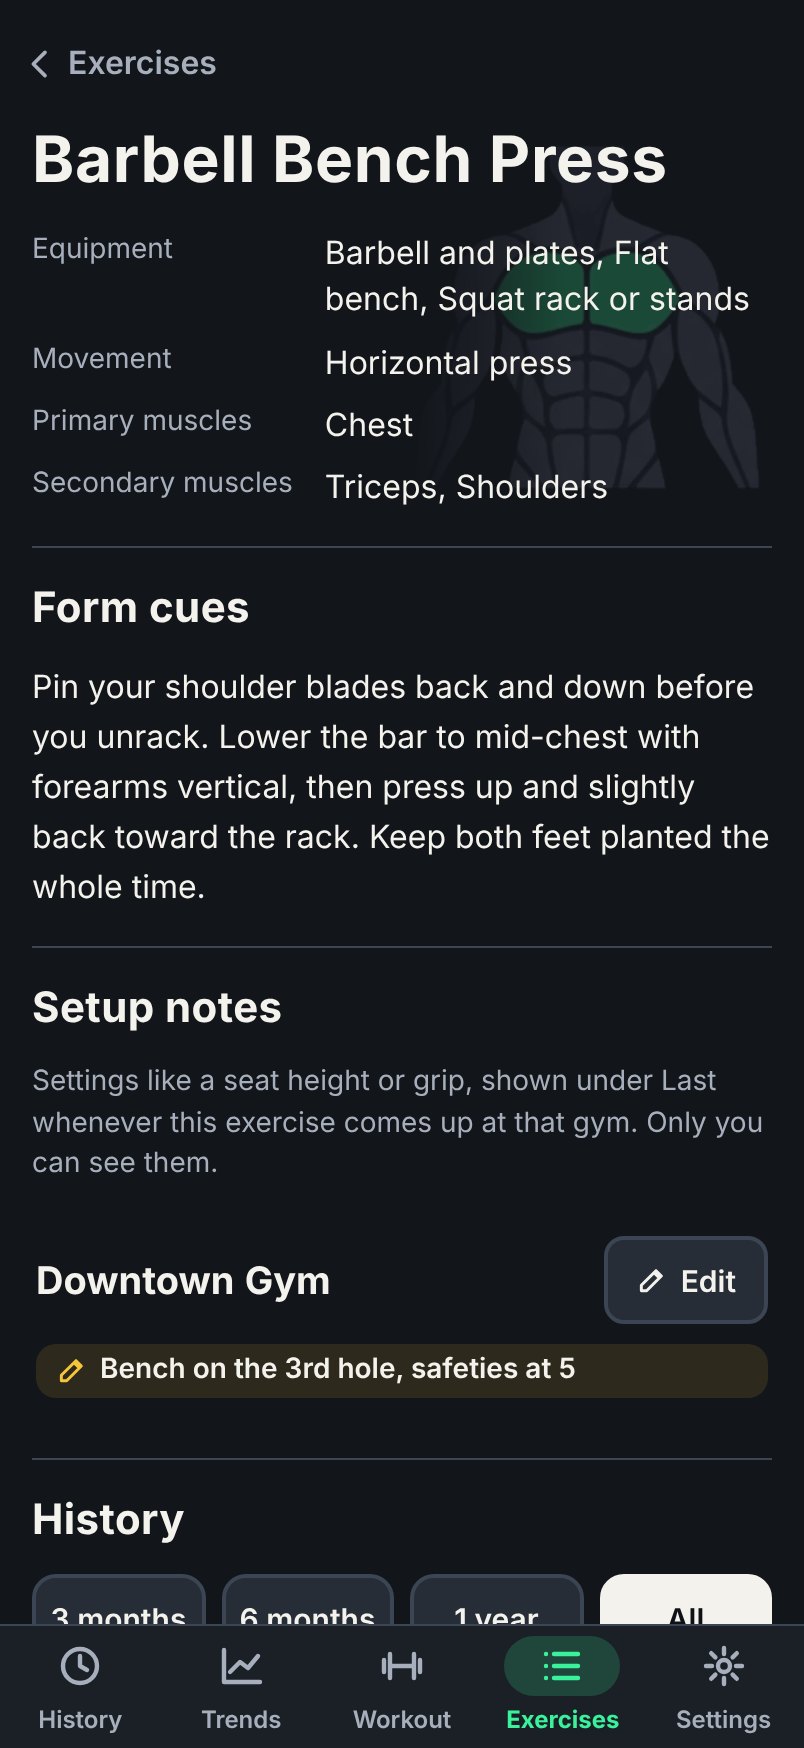 Exercises
Barbell Bench Press
Equipment
Barbell and plates, Flat
bench, Squat rack or stands
Movement
Horizontal press
Primary muscles
Chest
Secondary muscles
Triceps, Shoulders
Form cues
Pin your shoulder blades back and down before
you unrack. Lower the bar to mid-chest with
forearms vertical, then press up and slightly
back toward the rack. Keep both feet planted the
whole time.
Setup notes
Settings like a seat height or grip, shown under Last
whenever this exercise comes up at that gym. Only you
can see them.
Downtown Gym
Edit
Bench on the 3rd hole, safeties at 5
History
3 months
6 months
1 year
All
History
Trends
Workout
Exercises
Settings